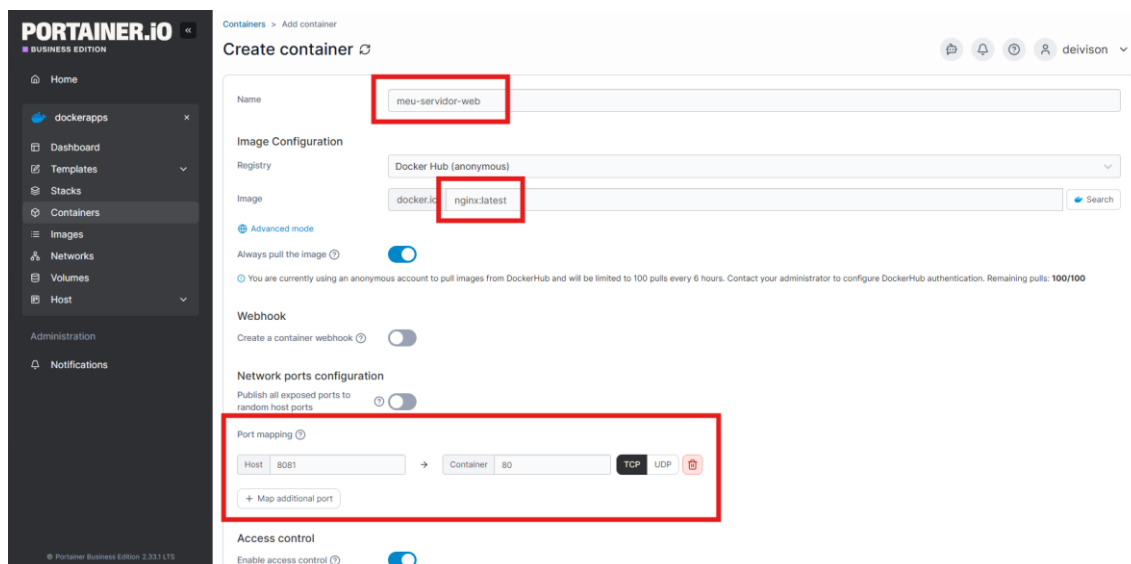 PORTAINER.iO
BUSINESS EDITION
Home
dockerapps
Dashboard
Templates
Stacks
Containers
Images
Networks
Volumes
Host
Administration
Notifications
© Portainer Business Edition 2.33.1 LTS
Containers > Add container
Create container
deivison
Name meu-servidor-web
Image Configuration
Registry Docker Hub (anonymous)
Image docker.io nginx:latest Search
Advanced mode
Always pull the image
You are currently using an anonymous account to pull images from DockerHub and will be limited to 100 pulls every 6 hours. Contact your administrator to configure DockerHub authentication. Remaining pulls: 100/100
Webhook
Create a container webhook
Network ports configuration
Publish all exposed ports to
random host ports
Port mapping
Host 8081 → Container 80 TCP UDP
+ Map additional port
Access control
Enable access control